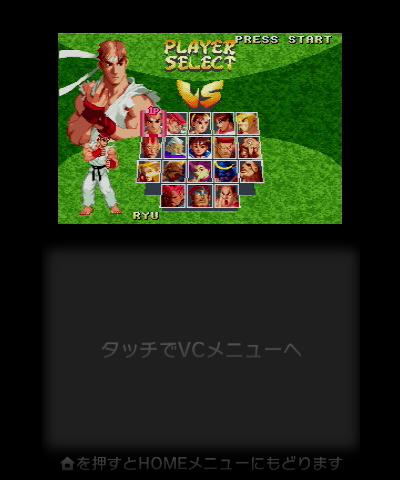 PRESS START
PLAYER
SELECT
VS
1P
RYU
タッチでVCメニューへ
を押すとHOMEメニューにもどります